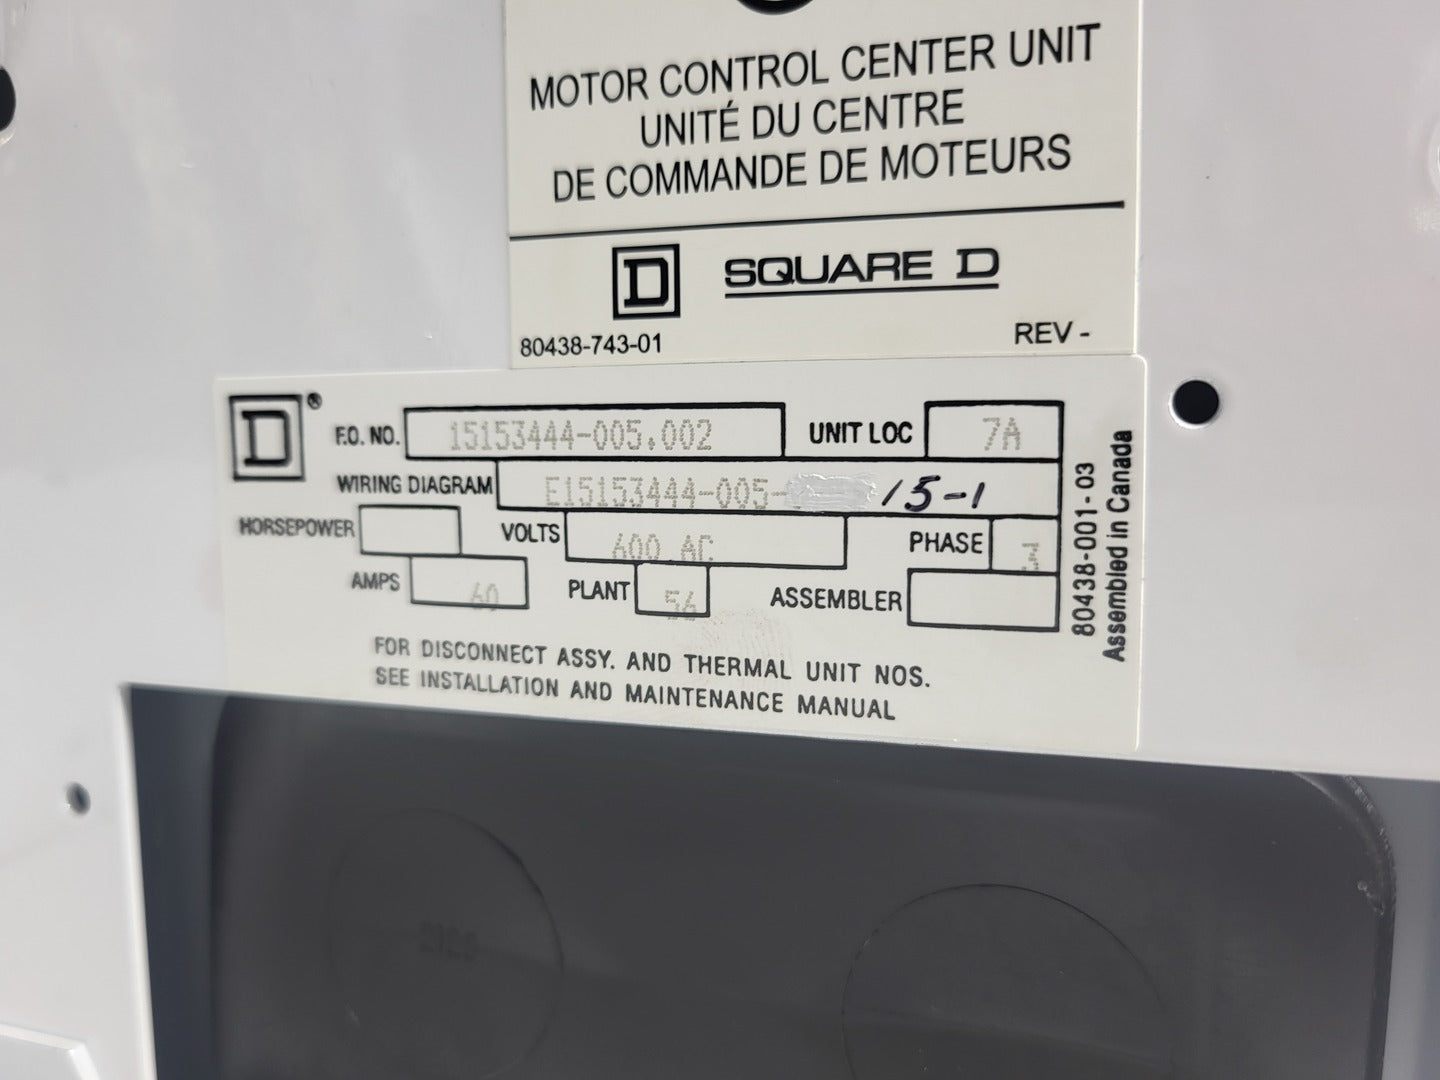 MOTOR CONTROL CENTER UNIT
UNITÉ DU CENTRE
DE COMMANDE DE MOTEURS
D SQUARE D
80438-743-01 REV -
D ® F.O. NO. 15153444-005.002 UNIT LOC 7A
WIRING DIAGRAM E15153444-005- 15-1
HORSEPOWER VOLTS 600 AC PHASE 3
AMPS 60 PLANT 56 ASSEMBLER
FOR DISCONNECT ASSY. AND THERMAL UNIT NOS.
SEE INSTALLATION AND MAINTENANCE MANUAL
80438-001-03
Assembled in Canada